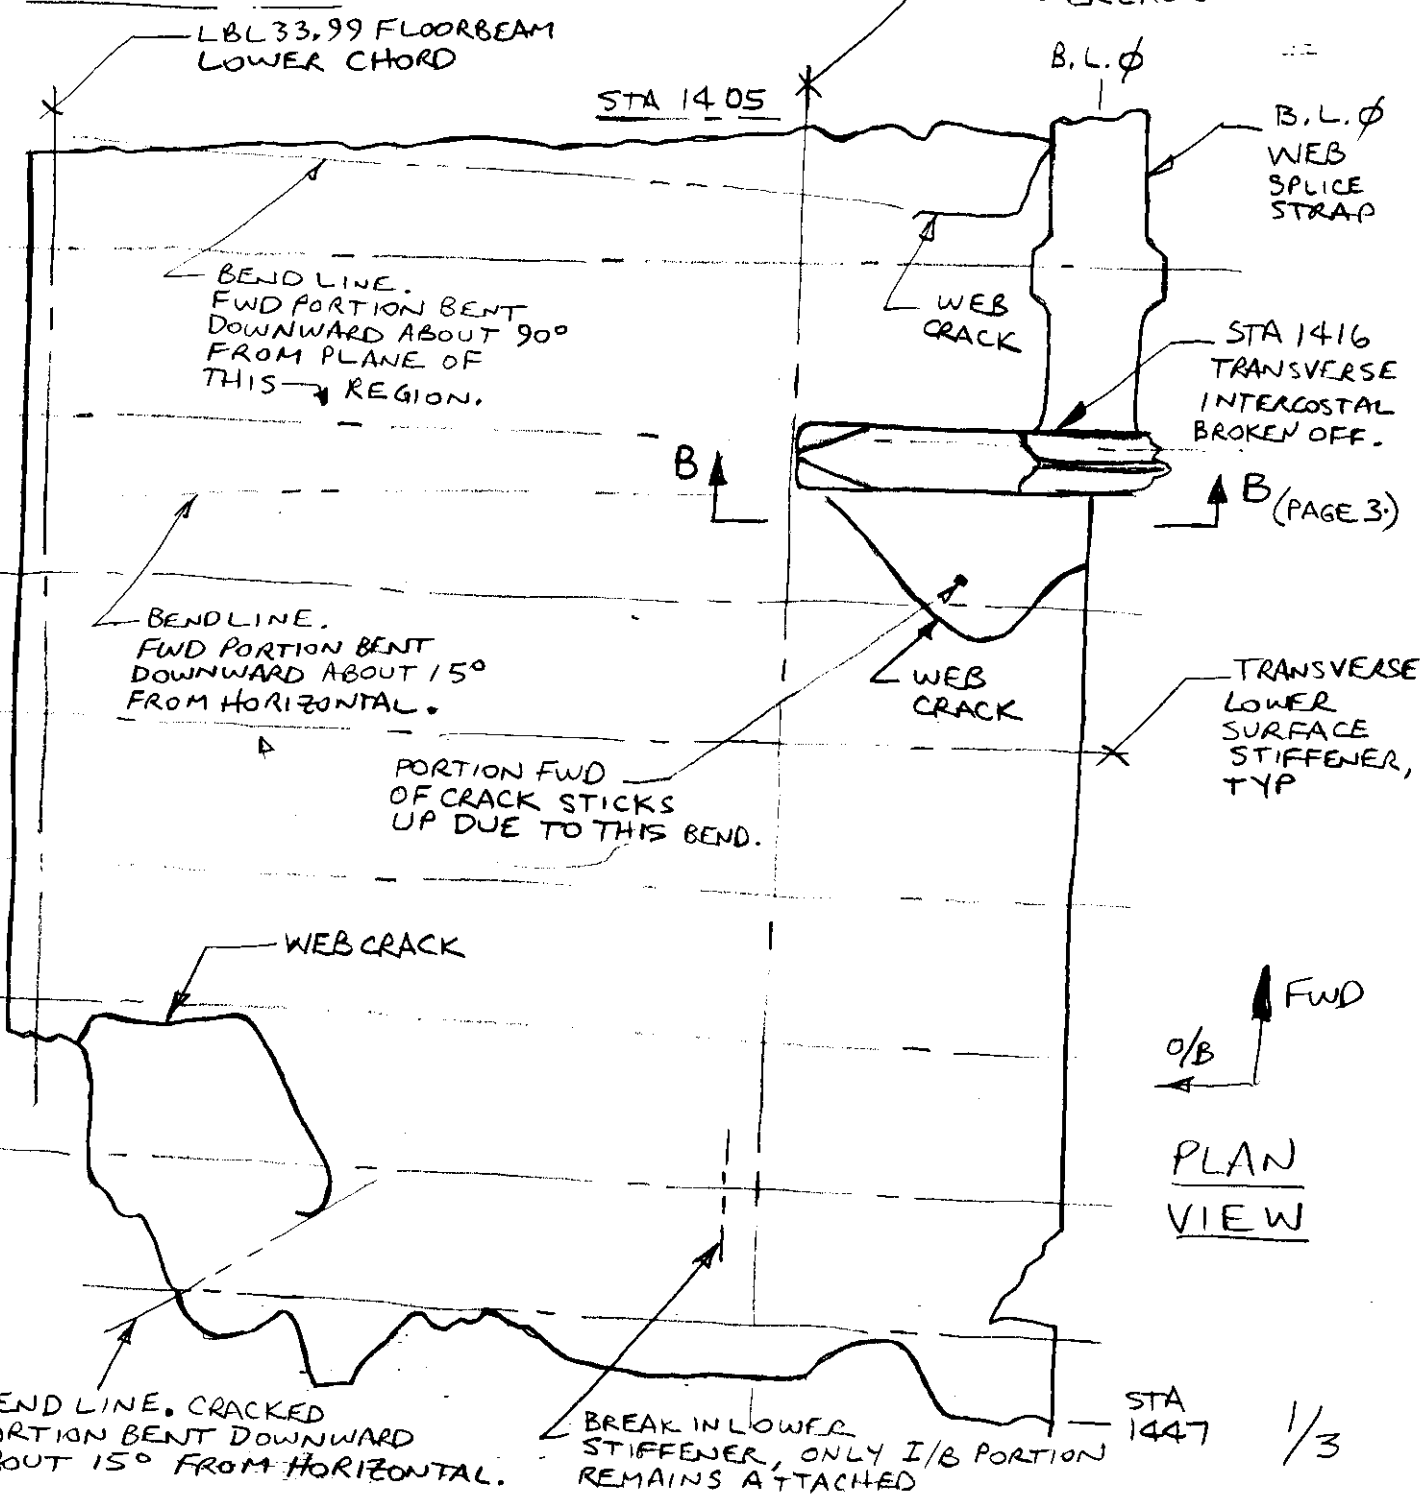 LBL 33.99 FLOORBEAM
LOWER CHORD
STA 1405
B.L. Ø
B.L. Ø
WEB
SPLICE
STRAP
BEND LINE.
FWD PORTION BENT
DOWNWARD ABOUT 90°
FROM PLANE OF
THIS REGION.
WEB
CRACK
STA 1416
TRANSVERSE
INTERCOSTAL
BROKEN OFF.
B
B (PAGE 3.)
BENDLINE.
FWD PORTION BENT
DOWNWARD ABOUT 15°
FROM HORIZONTAL.
WEB
CRACK
TRANSVERSE
LOWER
SURFACE
STIFFENER,
TYP
PORTION FWD
OF CRACK STICKS
UP DUE TO THIS BEND.
WEB CRACK
FWD
O/B
PLAN
VIEW
END LINE. CRACKED
ORTION BENT DOWNWARD
BOUT 15° FROM HORIZONTAL.
BREAK IN LOWER
STIFFENER, ONLY I/B PORTION
REMAINS ATTACHED
STA
1447
1/3